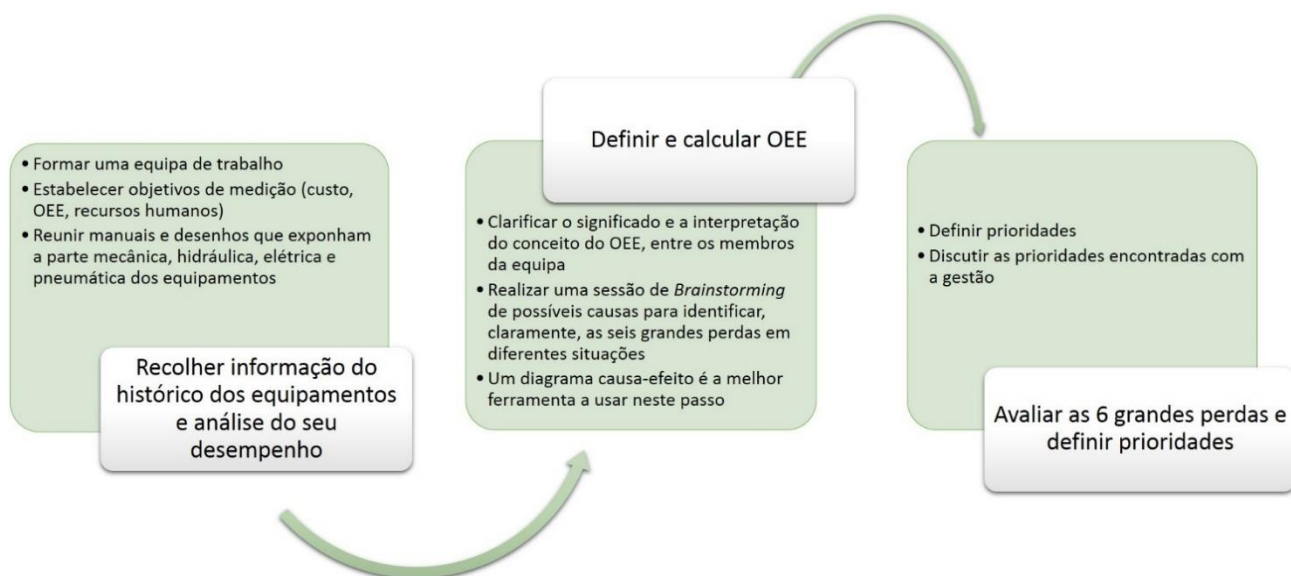 • Formar uma equipa de trabalho
• Estabelecer objetivos de medição (custo,
OEE, recursos humanos)
• Reunir manuais e desenhos que exponham
a parte mecânica, hidráulica, elétrica e
pneumática dos equipamentos
Recolher informação do
histórico dos equipamentos
e análise do seu
desempenho
Definir e calcular OEE
• Clarificar o significado e a interpretação
do conceito do OEE, entre os membros
da equipa
• Realizar uma sessão de Brainstorming
de possíveis causas para identificar,
claramente, as seis grandes perdas em
diferentes situações
• Um diagrama causa-efeito é a melhor
ferramenta a usar neste passo
• Definir prioridades
• Discutir as prioridades encontradas com
a gestão
Avaliar as 6 grandes perdas e
definir prioridades